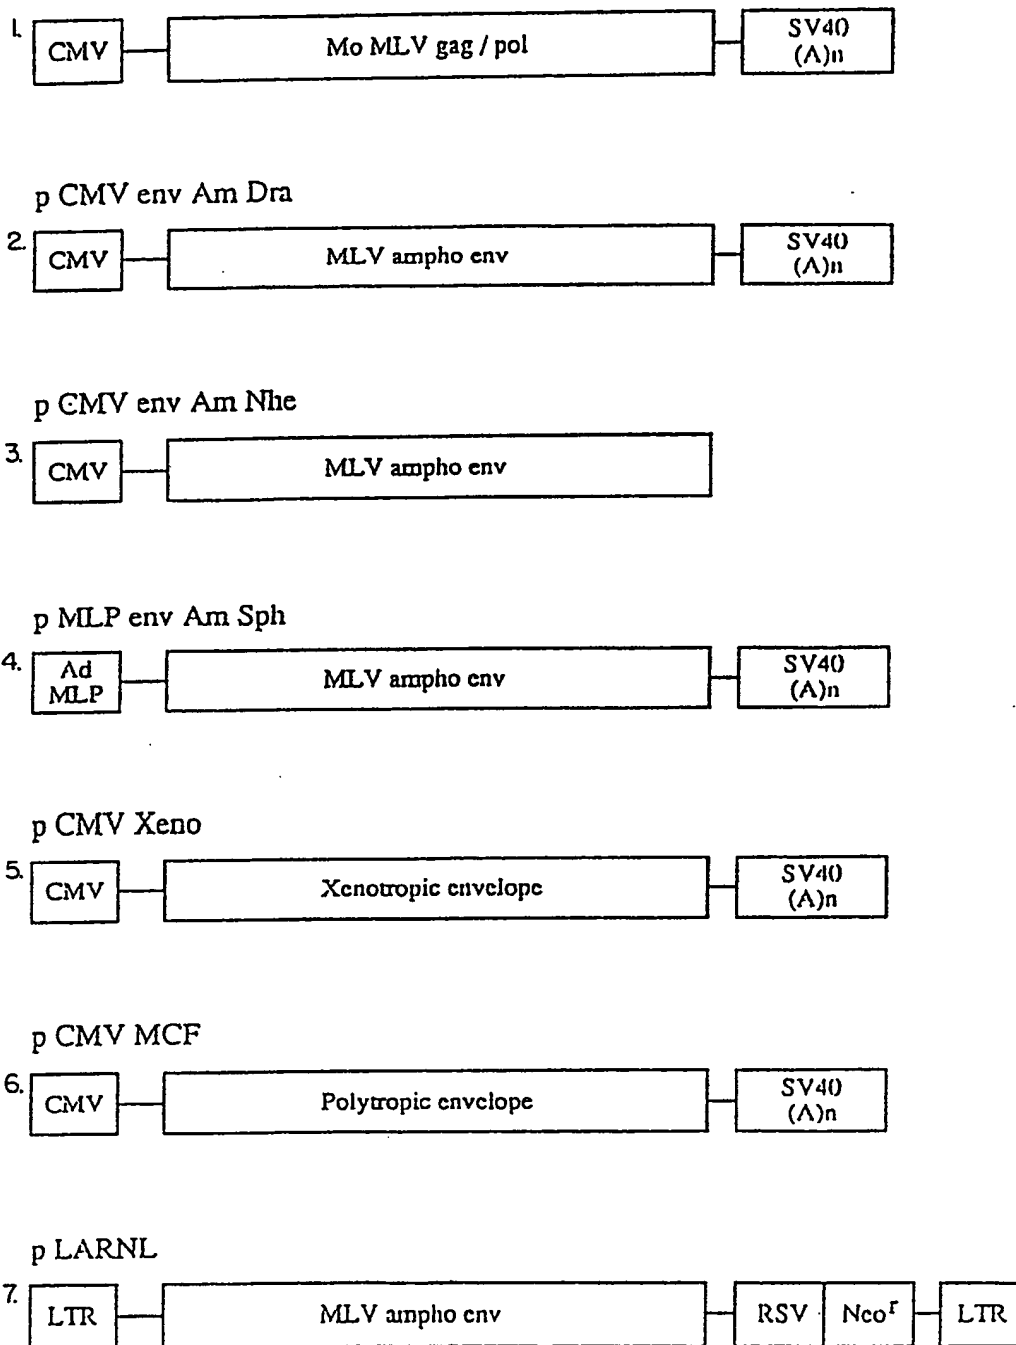 1. CMV Mo MLV gag / pol SV40 (A)n
p CMV env Am Dra
2. CMV MLV ampho env SV40 (A)n
p CMV env Am Nhe
3. CMV MLV ampho env
p MLP env Am Sph
4. Ad MLP MLV ampho env SV40 (A)n
p CMV Xeno
5. CMV Xenotropic envelope SV40 (A)n
p CMV MCF
6. CMV Polytropic envelope SV40 (A)n
p LARNL
7. LTR MLV ampho env RSV Neo^r LTR